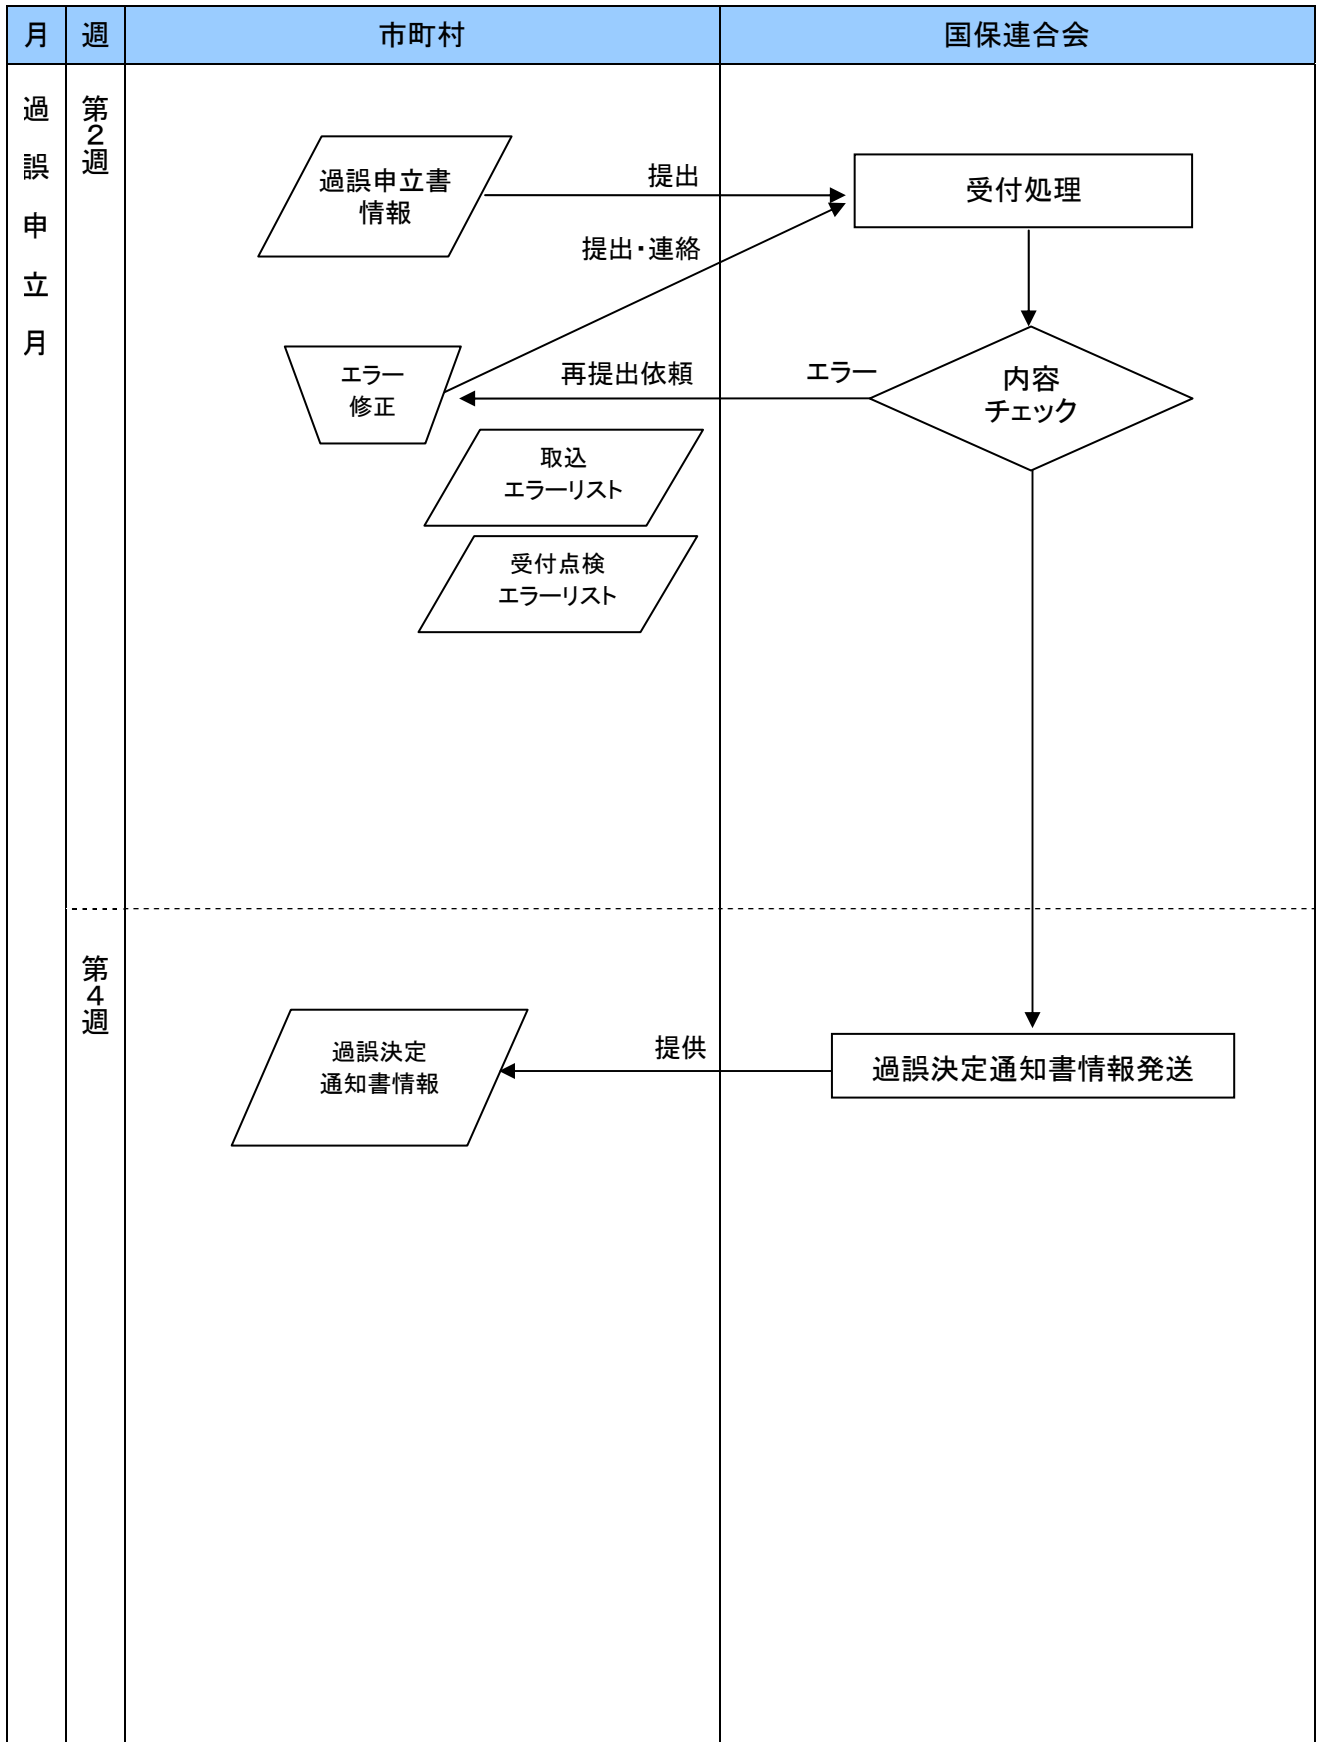 月 週 市町村 国保連合会
過誤申立月
第２週
過誤申立書
情報
提出
受付処理
提出・連絡
エラー
修正
再提出依頼
エラー
内容
チェック
取込
エラーリスト
受付点検
エラーリスト
第４週
過誤決定
通知書情報
提供
過誤決定通知書情報発送